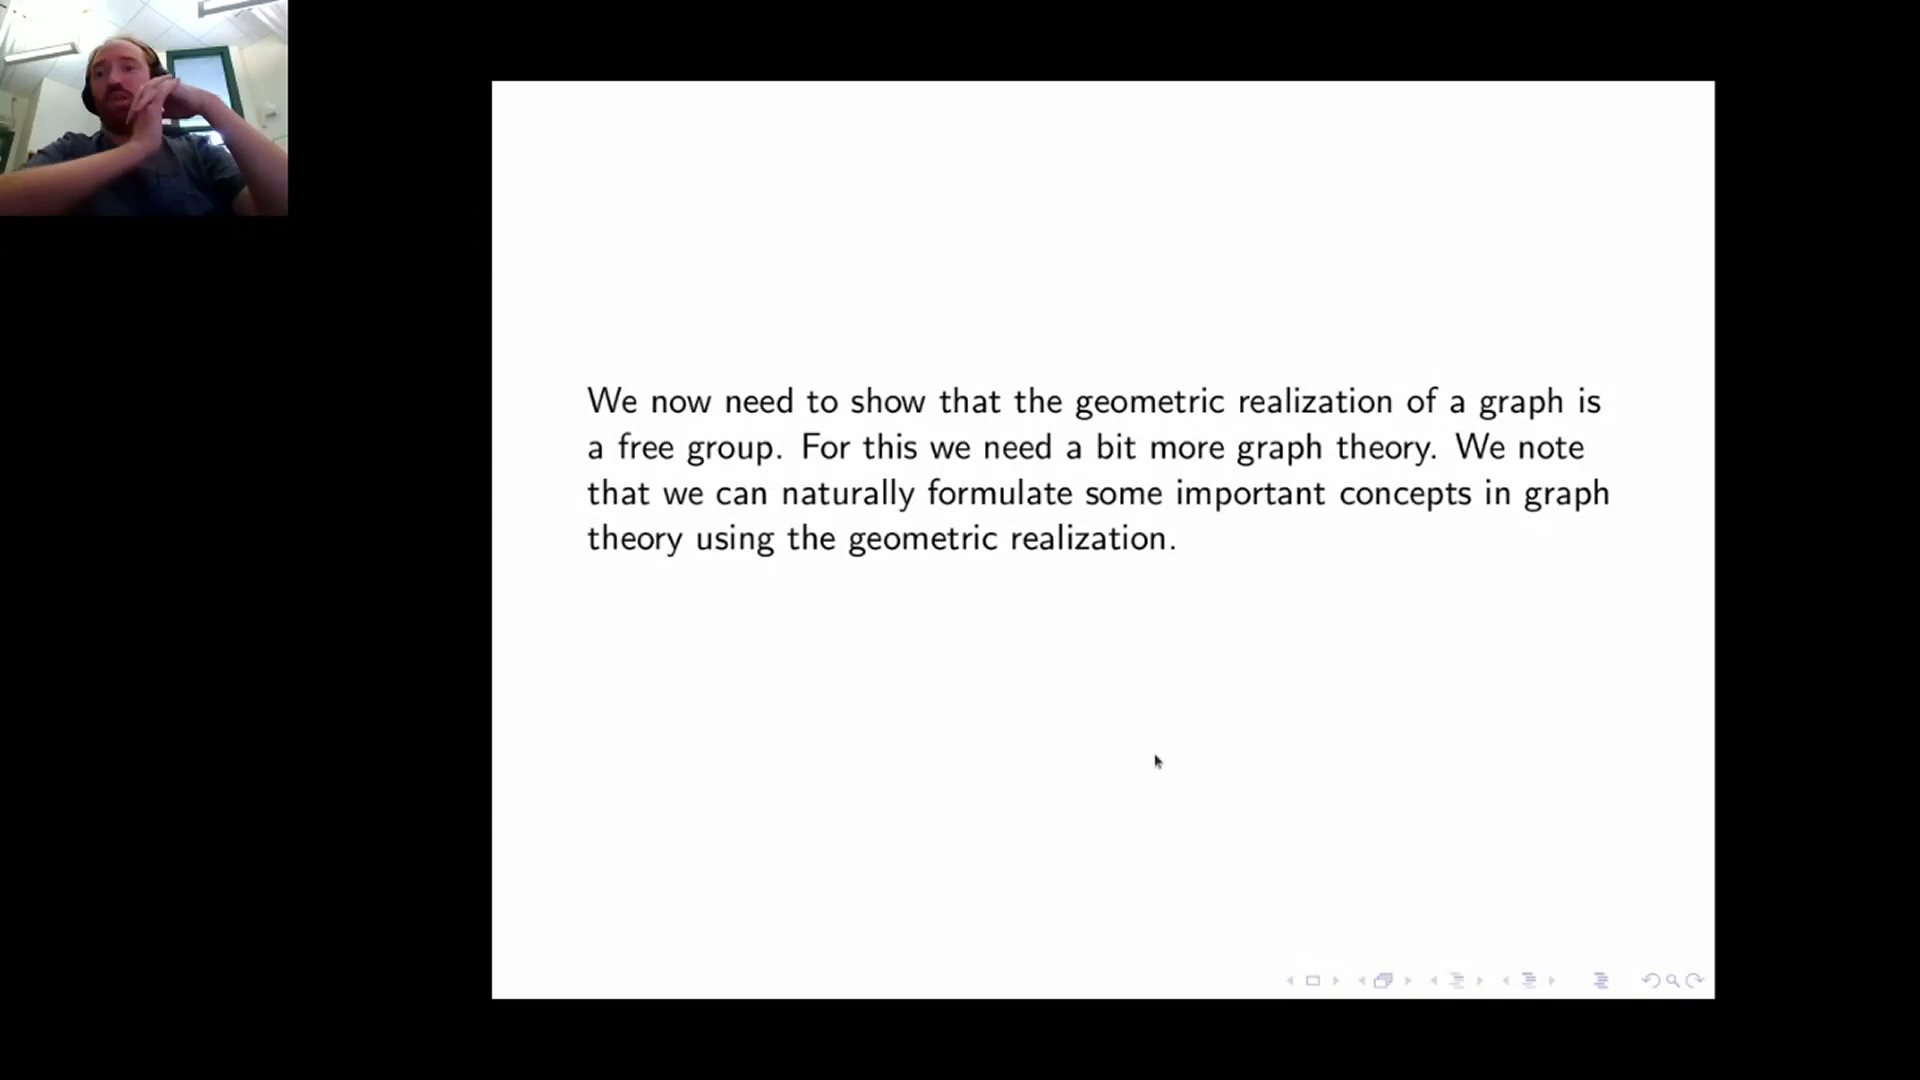 We now need to show that the geometric realization of a graph is
a free group. For this we need a bit more graph theory. We note
that we can naturally formulate some important concepts in graph
theory using the geometric realization.